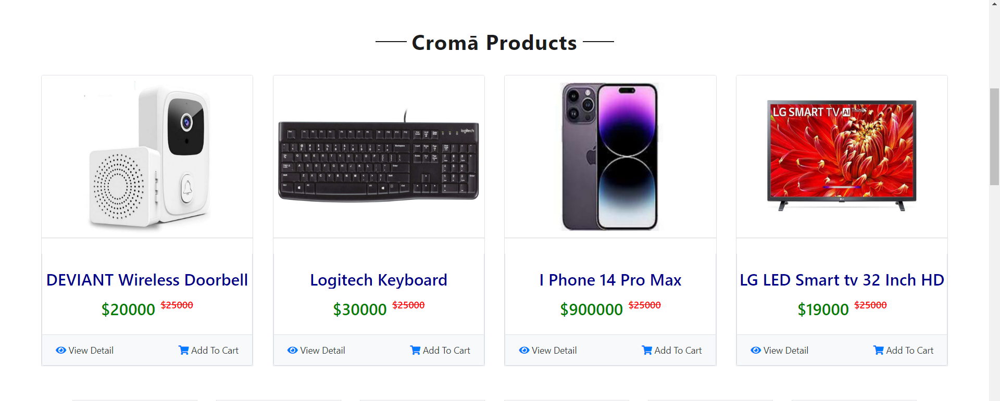 Cromā Products
logitech
LG SMART TV AI ThinQ
DEVIANT Wireless Doorbell
Logitech Keyboard
I Phone 14 Pro Max
LG LED Smart tv 32 Inch HD
$20000 $25000
$30000 $25000
$900000 $25000
$19000 $25000
View Detail Add To Cart
View Detail Add To Cart
View Detail Add To Cart
View Detail Add To Cart